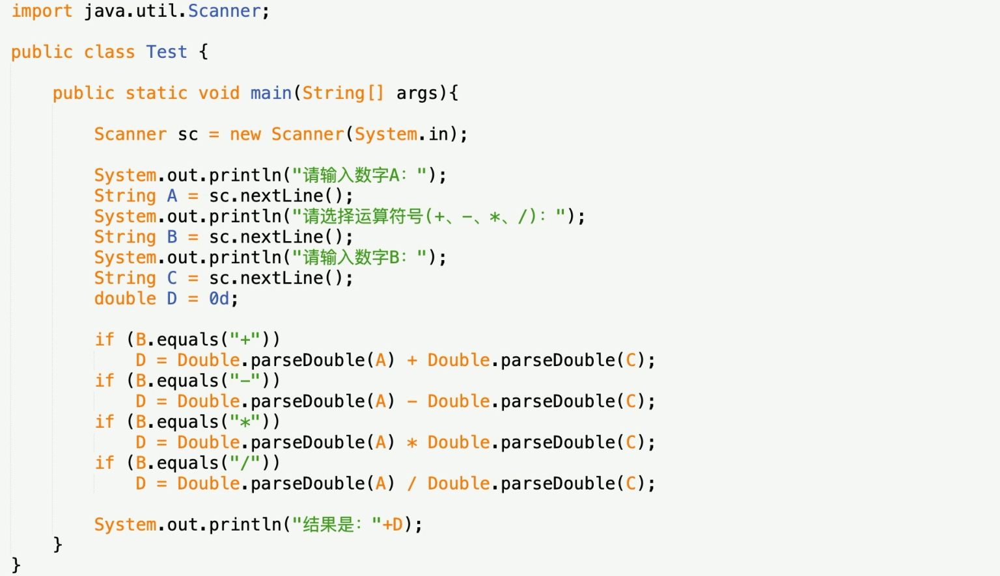 import java.util.Scanner;
public class Test {
public static void main(String[] args){
Scanner sc = new Scanner(System.in);
System.out.println("请输入数字A：");
String A = sc.nextLine();
System.out.println("请选择运算符号(+、-、*、/)：");
String B = sc.nextLine();
System.out.println("请输入数字B：");
String C = sc.nextLine();
double D = 0d;
if (B.equals("+"))
D = Double.parseDouble(A) + Double.parseDouble(C);
if (B.equals("-"))
D = Double.parseDouble(A) - Double.parseDouble(C);
if (B.equals("*"))
D = Double.parseDouble(A) * Double.parseDouble(C);
if (B.equals("/"))
D = Double.parseDouble(A) / Double.parseDouble(C);
System.out.println("结果是："+D);
}
}